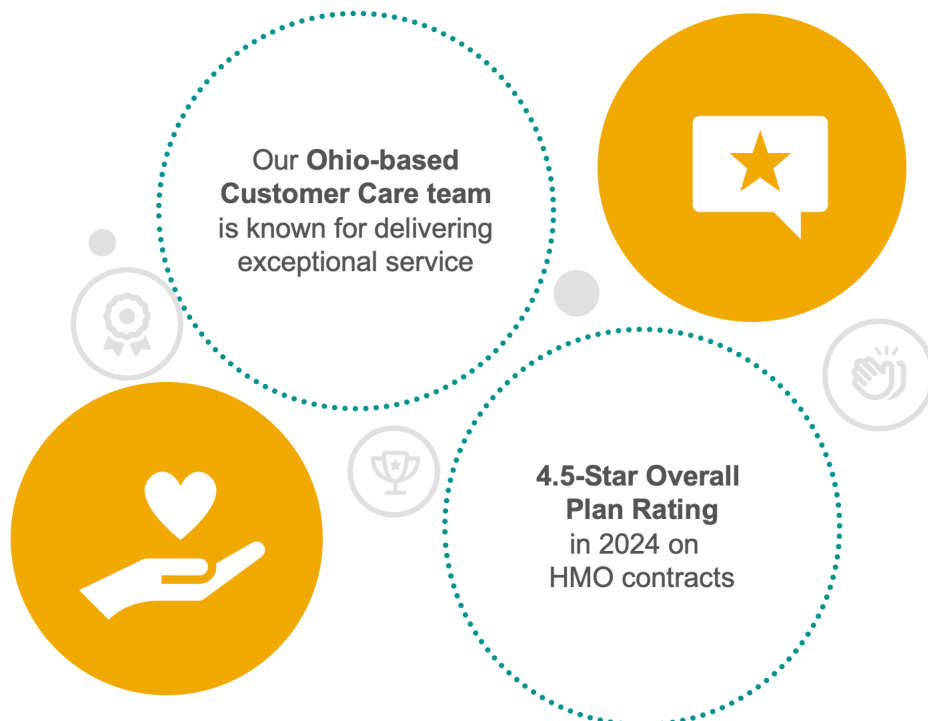 Our Ohio-based
Customer Care team
is known for delivering
exceptional service
4.5-Star Overall
Plan Rating
in 2024 on
HMO contracts